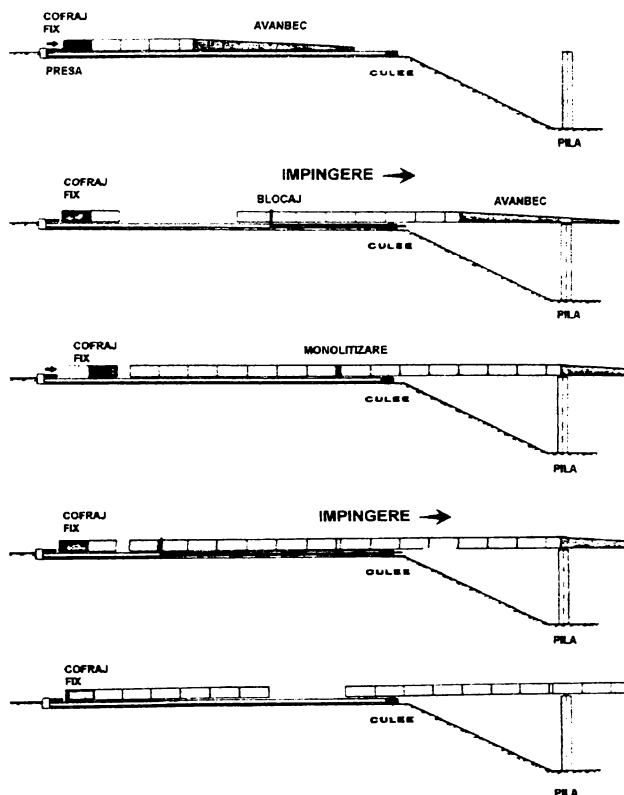 COFRAJ
FIX
AVANBEC
PRESA
CULEE
PILA
IMPINGERE
COFRAJ
FIX
BLOCAJ
AVANBEC
CULEE
PILA
COFRAJ
FIX
MONOLITIZARE
CULEE
PILA
COFRAJ
FIX
IMPINGERE
CULEE
PILA
COFRAJ
FIX
CULEE
PILA